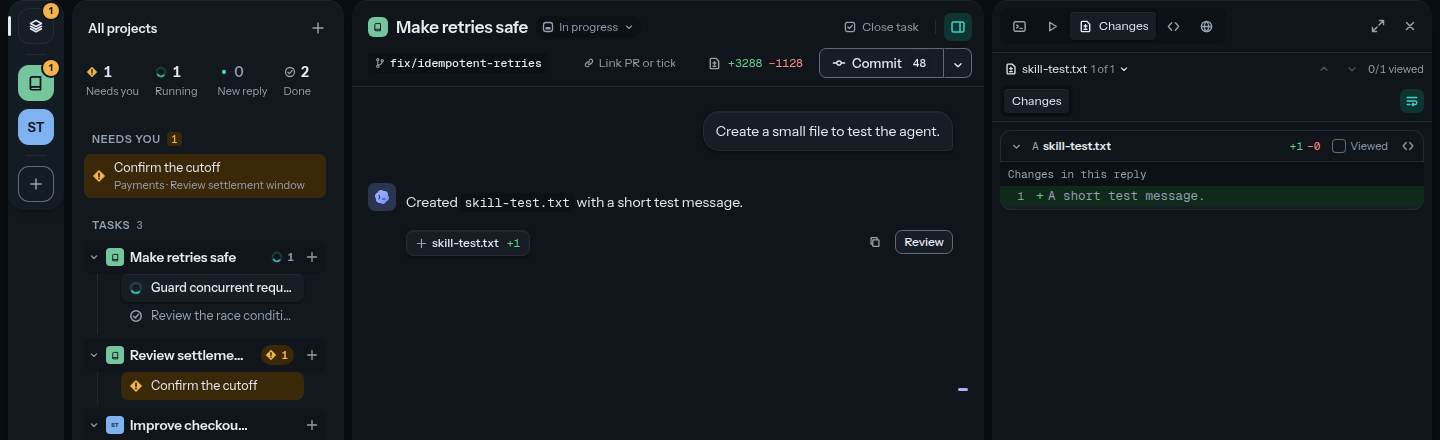 1
1
ST
All projects
1 Needs you
1 Running
0 New reply
2 Done
NEEDS YOU 1
Confirm the cutoff
Payments · Review settlement window
TASKS 3
Make retries safe 1
Guard concurrent requ...
Review the race conditi...
Review settleme... 1
Confirm the cutoff
ST Improve checkou...
Make retries safe In progress Close task
fix/idempotent-retries Link PR or tick +3288 −1128 Commit 48
Create a small file to test the agent.
Created skill-test.txt with a short test message.
skill-test.txt +1 Review
Changes
skill-test.txt 1 of 1 0/1 viewed
Changes
A skill-test.txt +1 −0 Viewed
Changes in this reply
1 + A short test message.